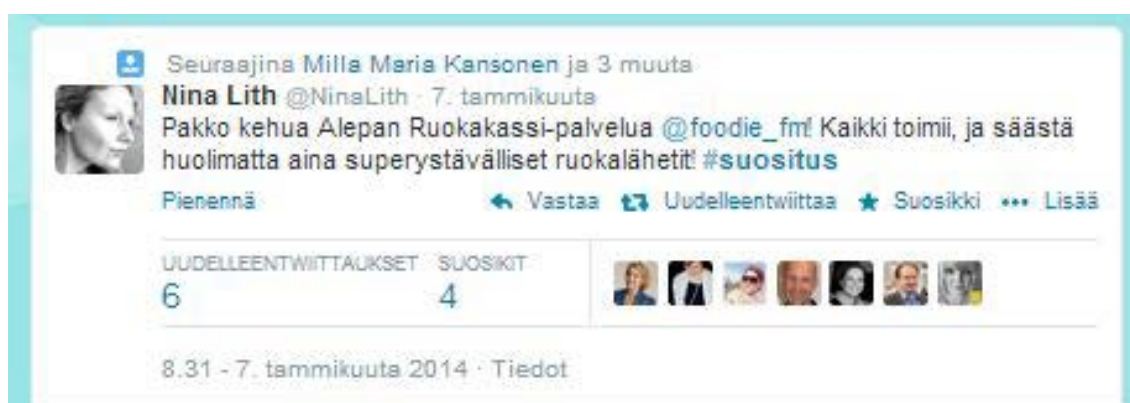 Seuraajina Milla Maria Kansonen ja 3 muuta
Nina Lith @NinaLith · 7. tammikuuta
Pakko kehua Alepan Ruokakassi-palvelua @foodie_fm! Kaikki toimii, ja säästä
huolimatta aina superystävälliset ruokalähetit! #suositus
Pienennä Vastaa Uudelleentwiittaa Suosikki Lisää
UUDELLEENTWIITTAUKSET SUOSIKIT
6 4
8.31 - 7. tammikuuta 2014 · Tiedot